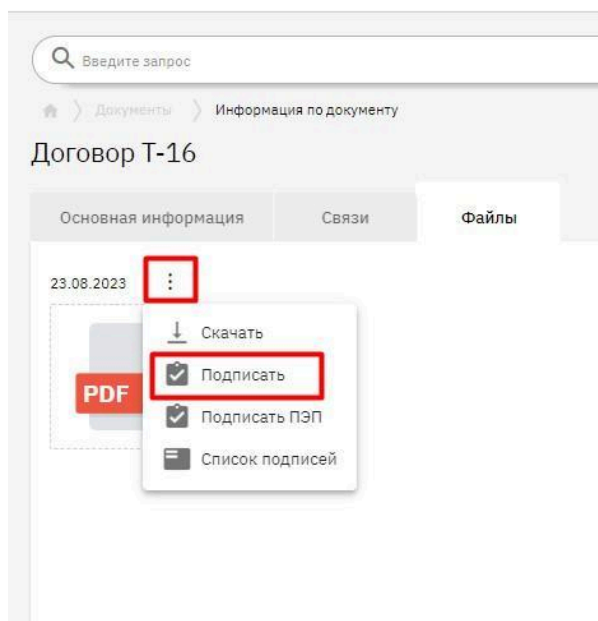 Введите запрос
Документы
Информация по документу
Договор Т-16
Основная информация
Связи
Файлы
23.08.2023
Скачать
PDF
Подписать
Подписать ПЭП
Список подписей